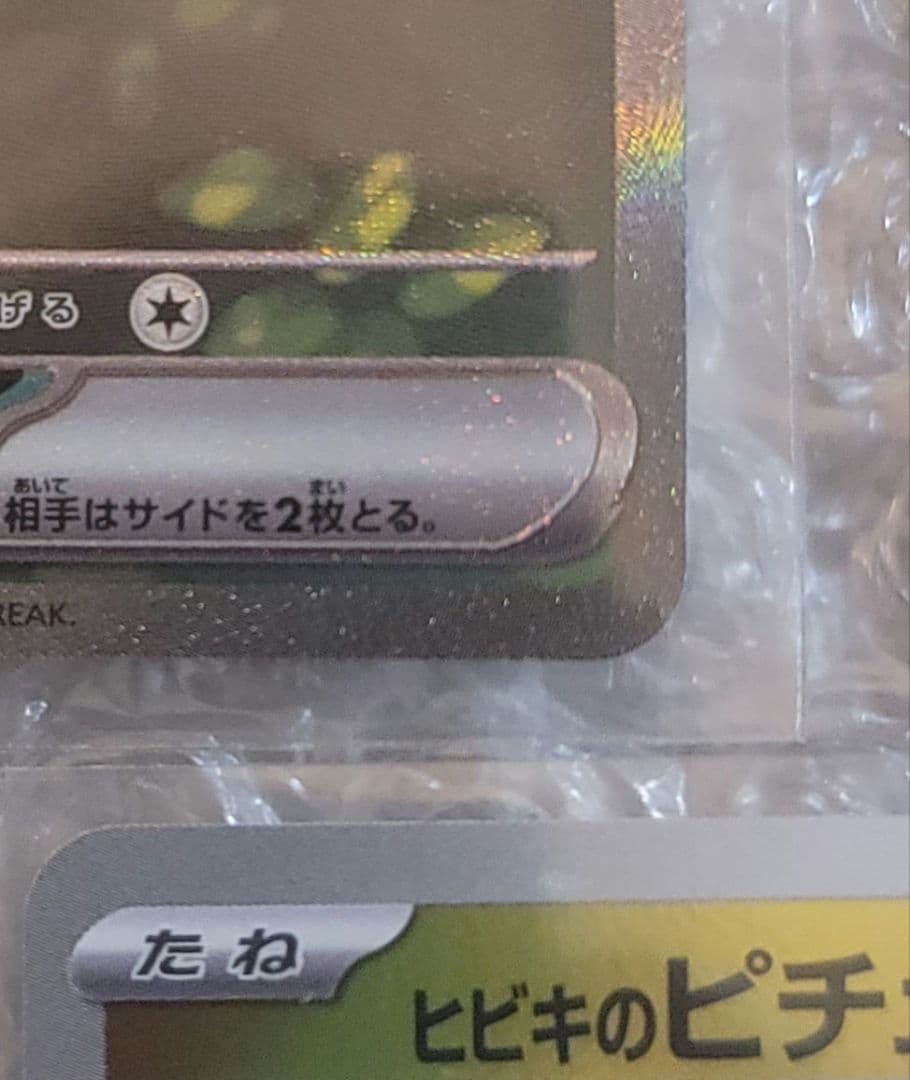 げる
あいて まい
相手はサイドを2枚とる。
REAK.
たね
ヒビキのピチ